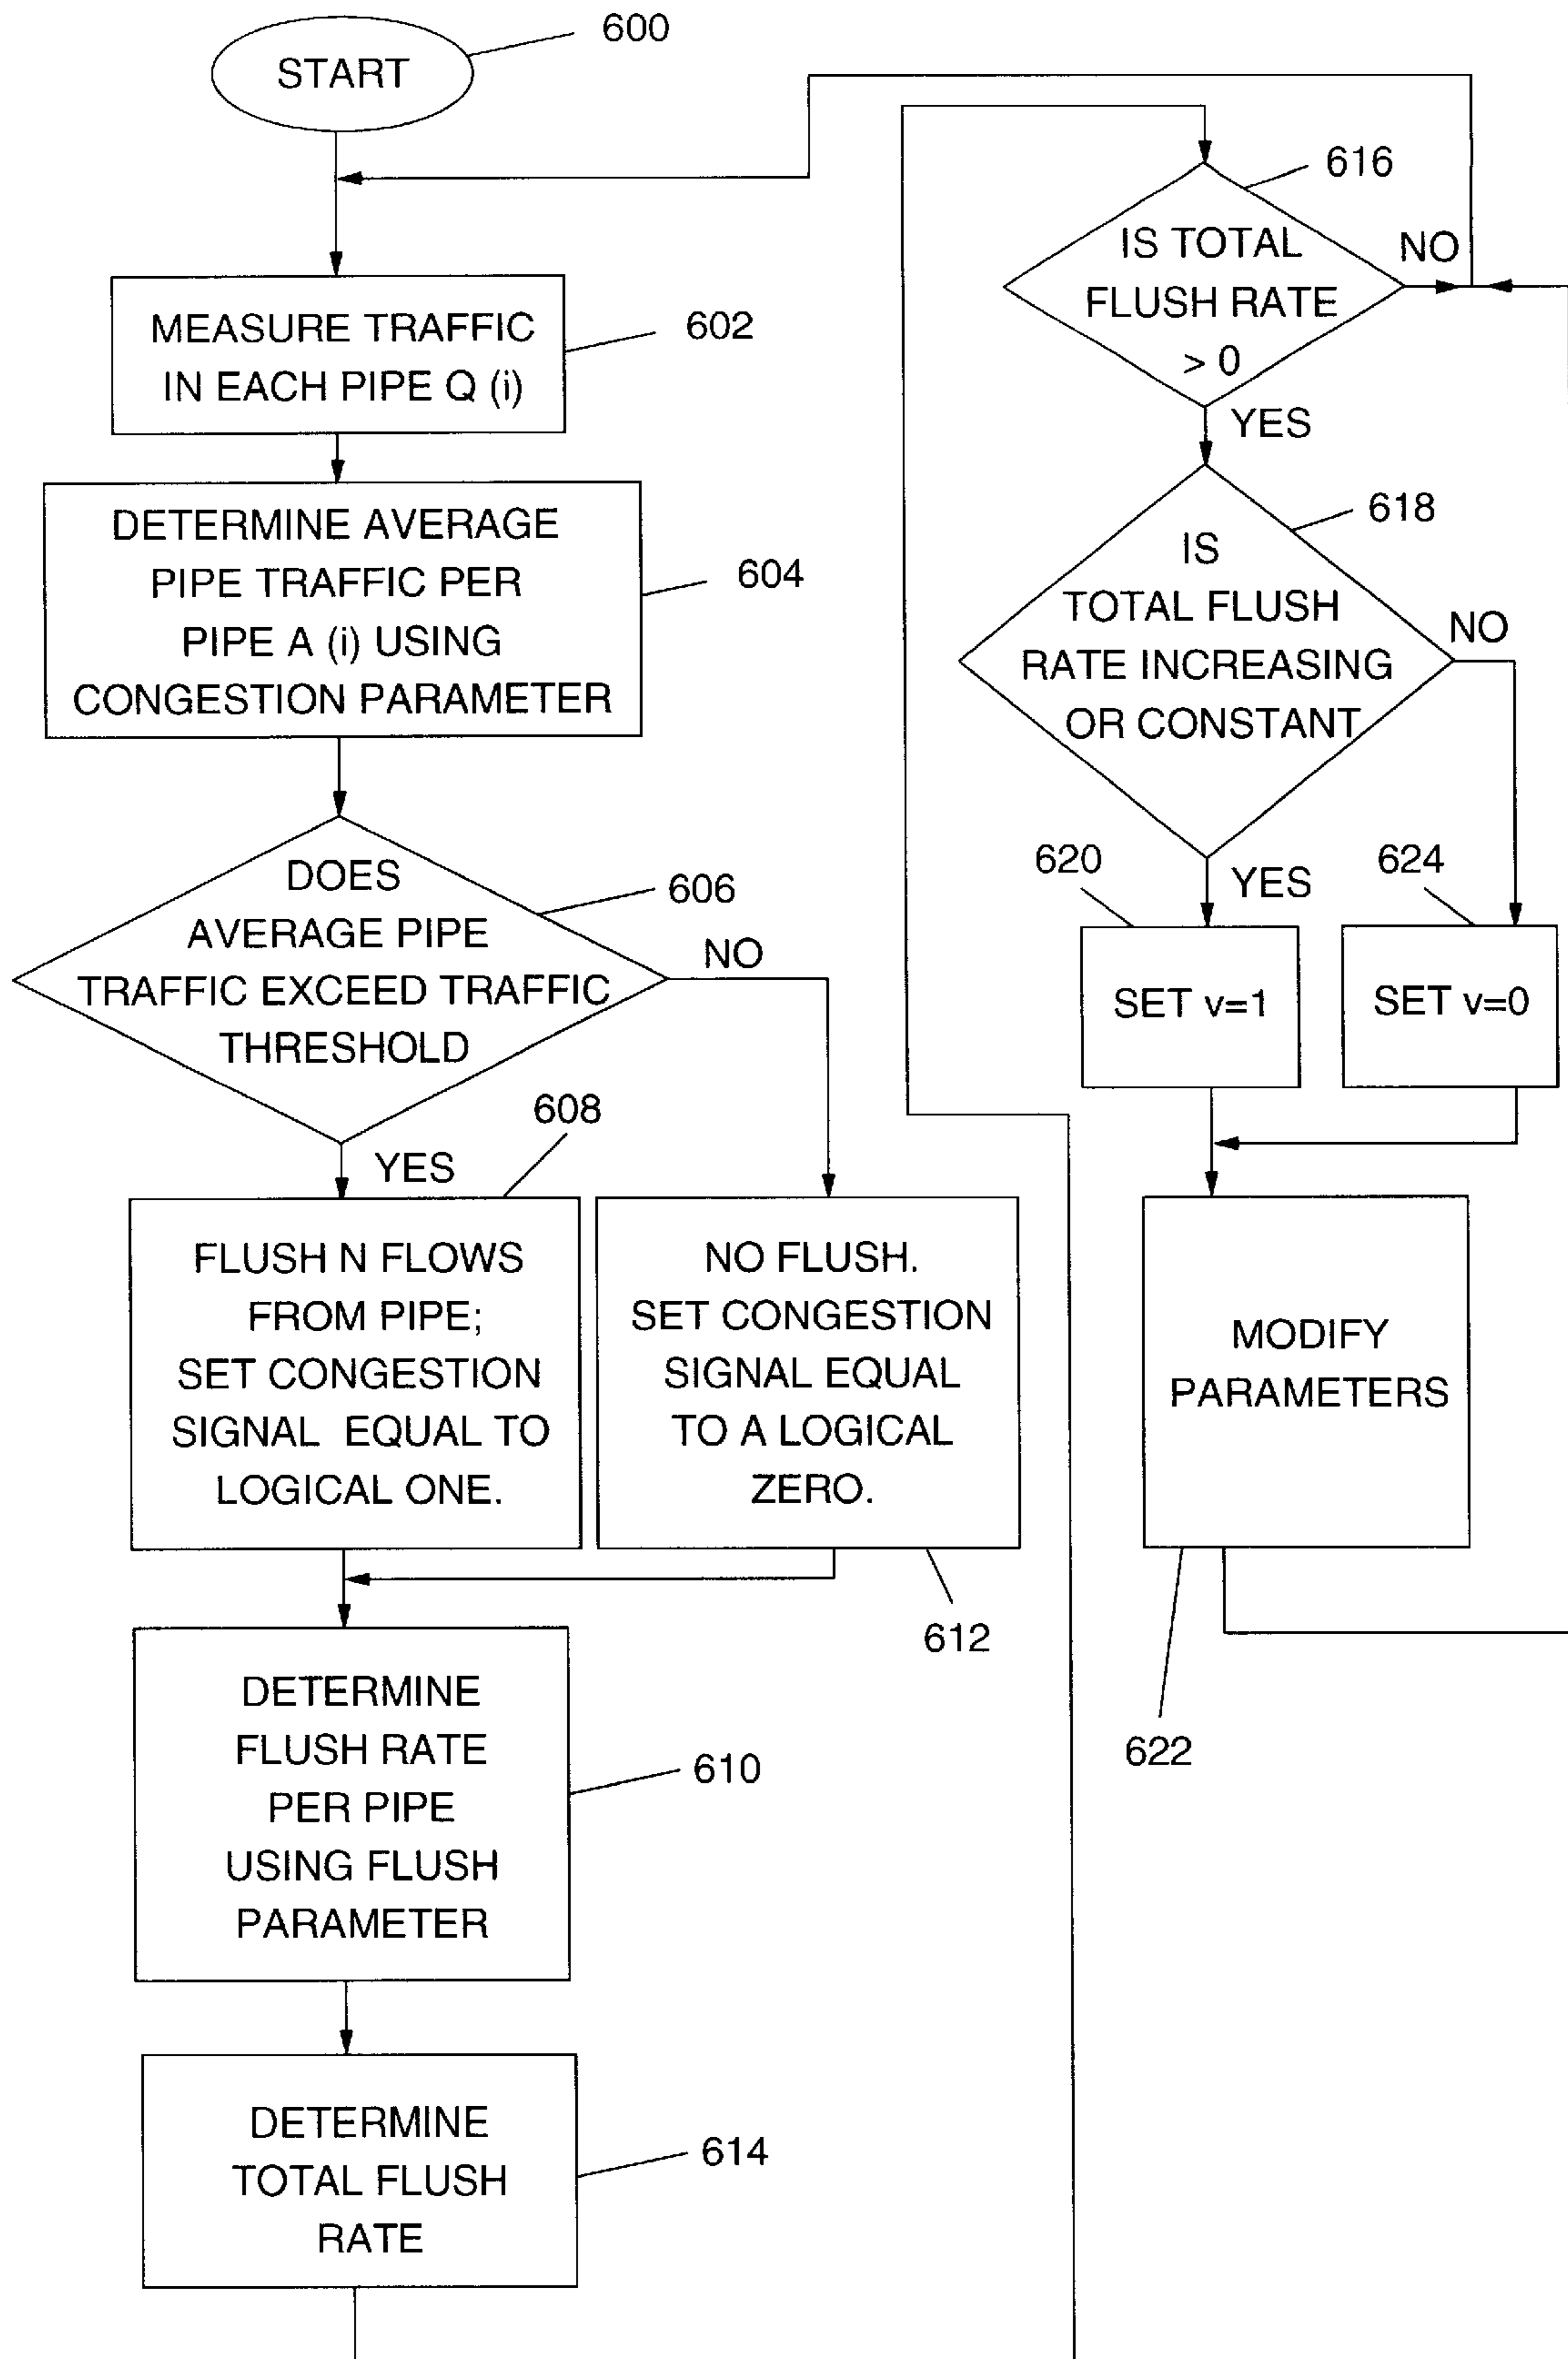 START
600
MEASURE TRAFFIC
IN EACH PIPE Q (i)
602
DETERMINE AVERAGE
PIPE TRAFFIC PER
PIPE A (i) USING
CONGESTION PARAMETER
604
DOES
AVERAGE PIPE
TRAFFIC EXCEED TRAFFIC
THRESHOLD
606
NO
YES
608
FLUSH N FLOWS
FROM PIPE;
SET CONGESTION
SIGNAL EQUAL TO
LOGICAL ONE.
NO FLUSH.
SET CONGESTION
SIGNAL EQUAL
TO A LOGICAL
ZERO.
612
DETERMINE
FLUSH RATE
PER PIPE
USING FLUSH
PARAMETER
610
DETERMINE
TOTAL FLUSH
RATE
614
616
IS TOTAL
FLUSH RATE
> 0
NO
YES
618
IS
TOTAL FLUSH
RATE INCREASING
OR CONSTANT
NO
YES
620
SET v=1
624
SET v=0
MODIFY
PARAMETERS
622